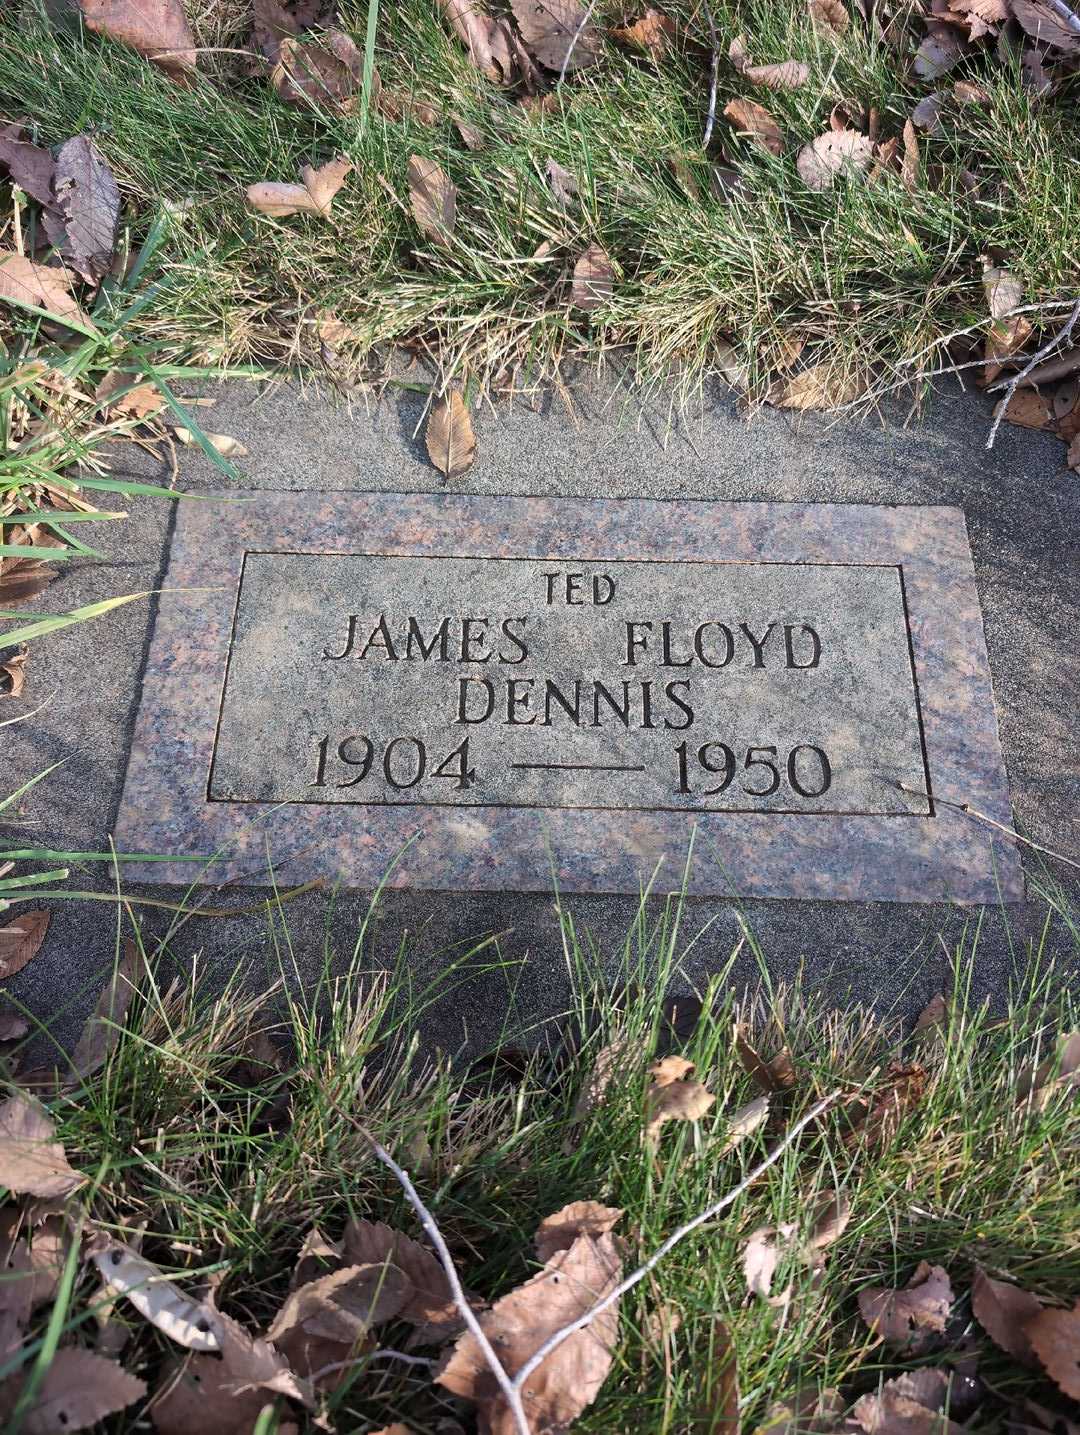 TED
JAMES FLOYD
DENNIS
1904 — 1950